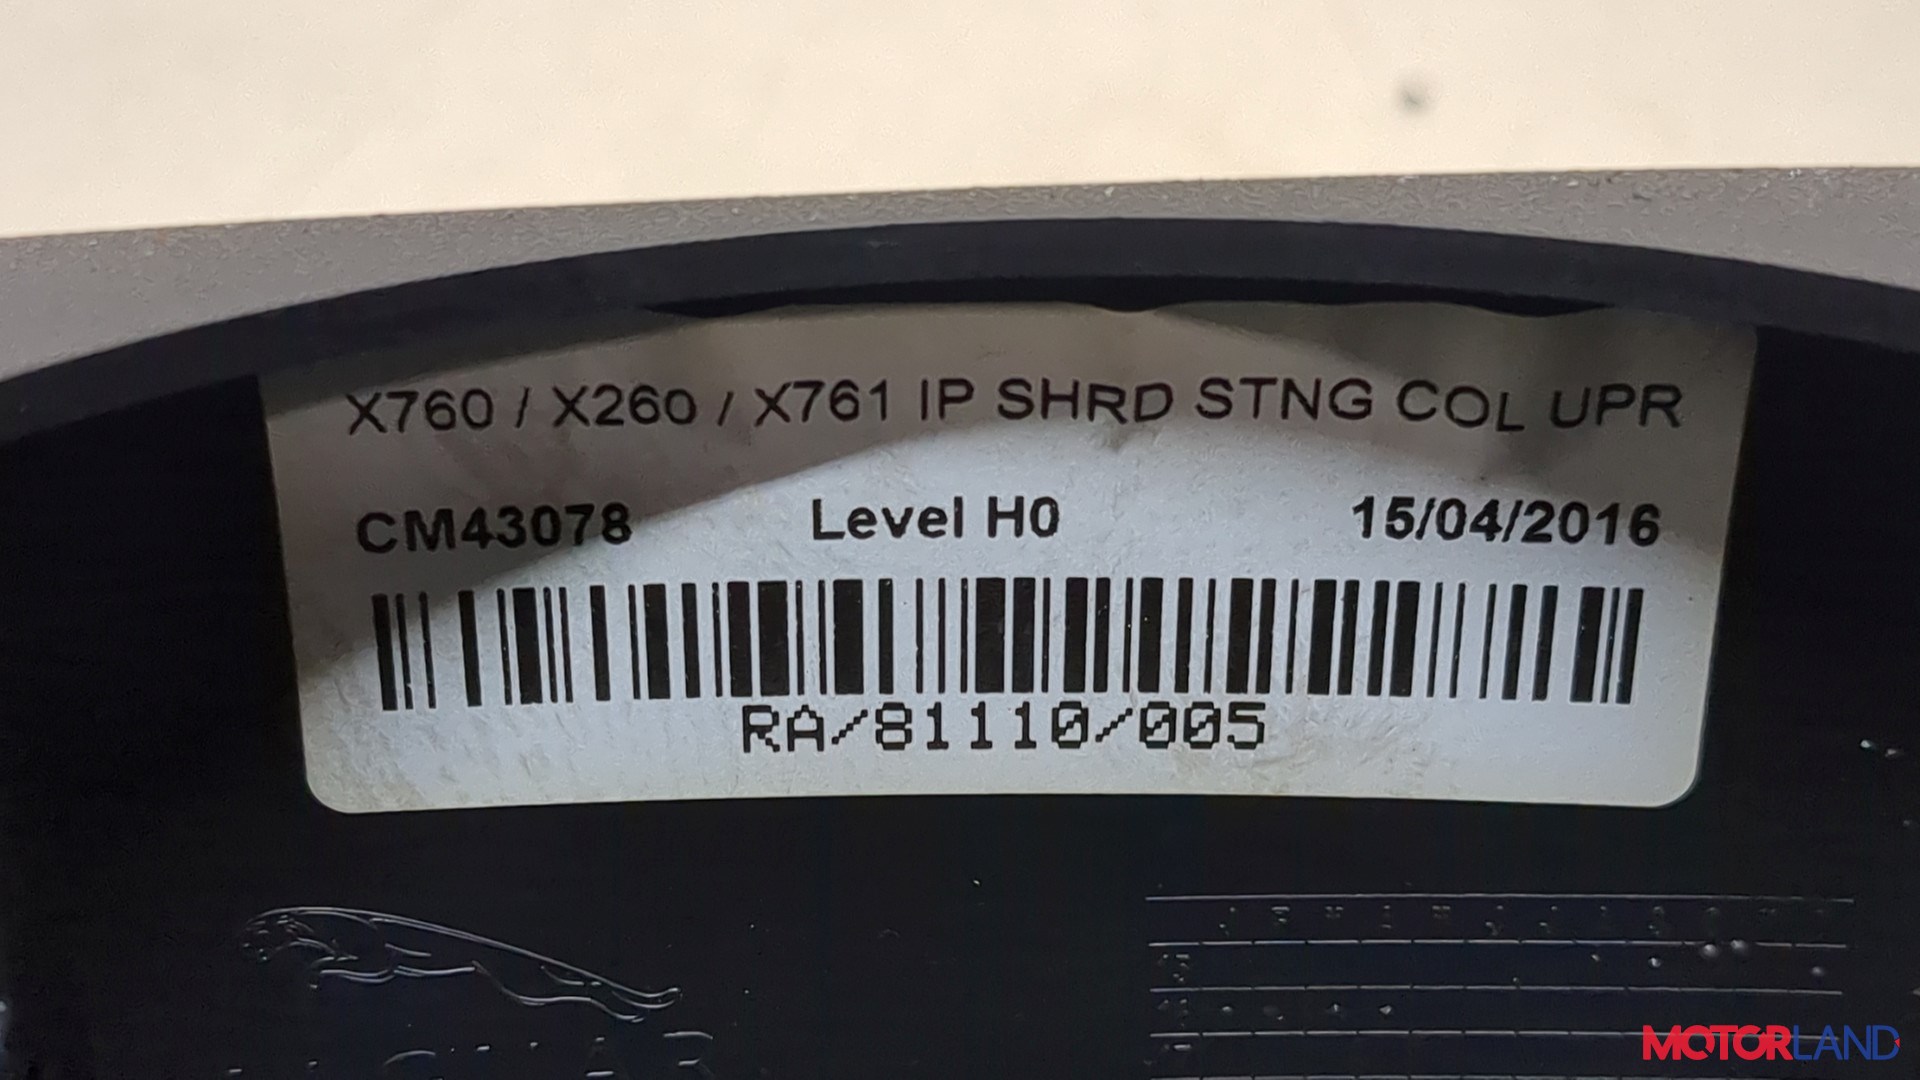 X760 / X260 / X761 IP SHRD STNG COL UPR
CM43078 Level H0 15/04/2016
RA/81110/005
MOTORLAND